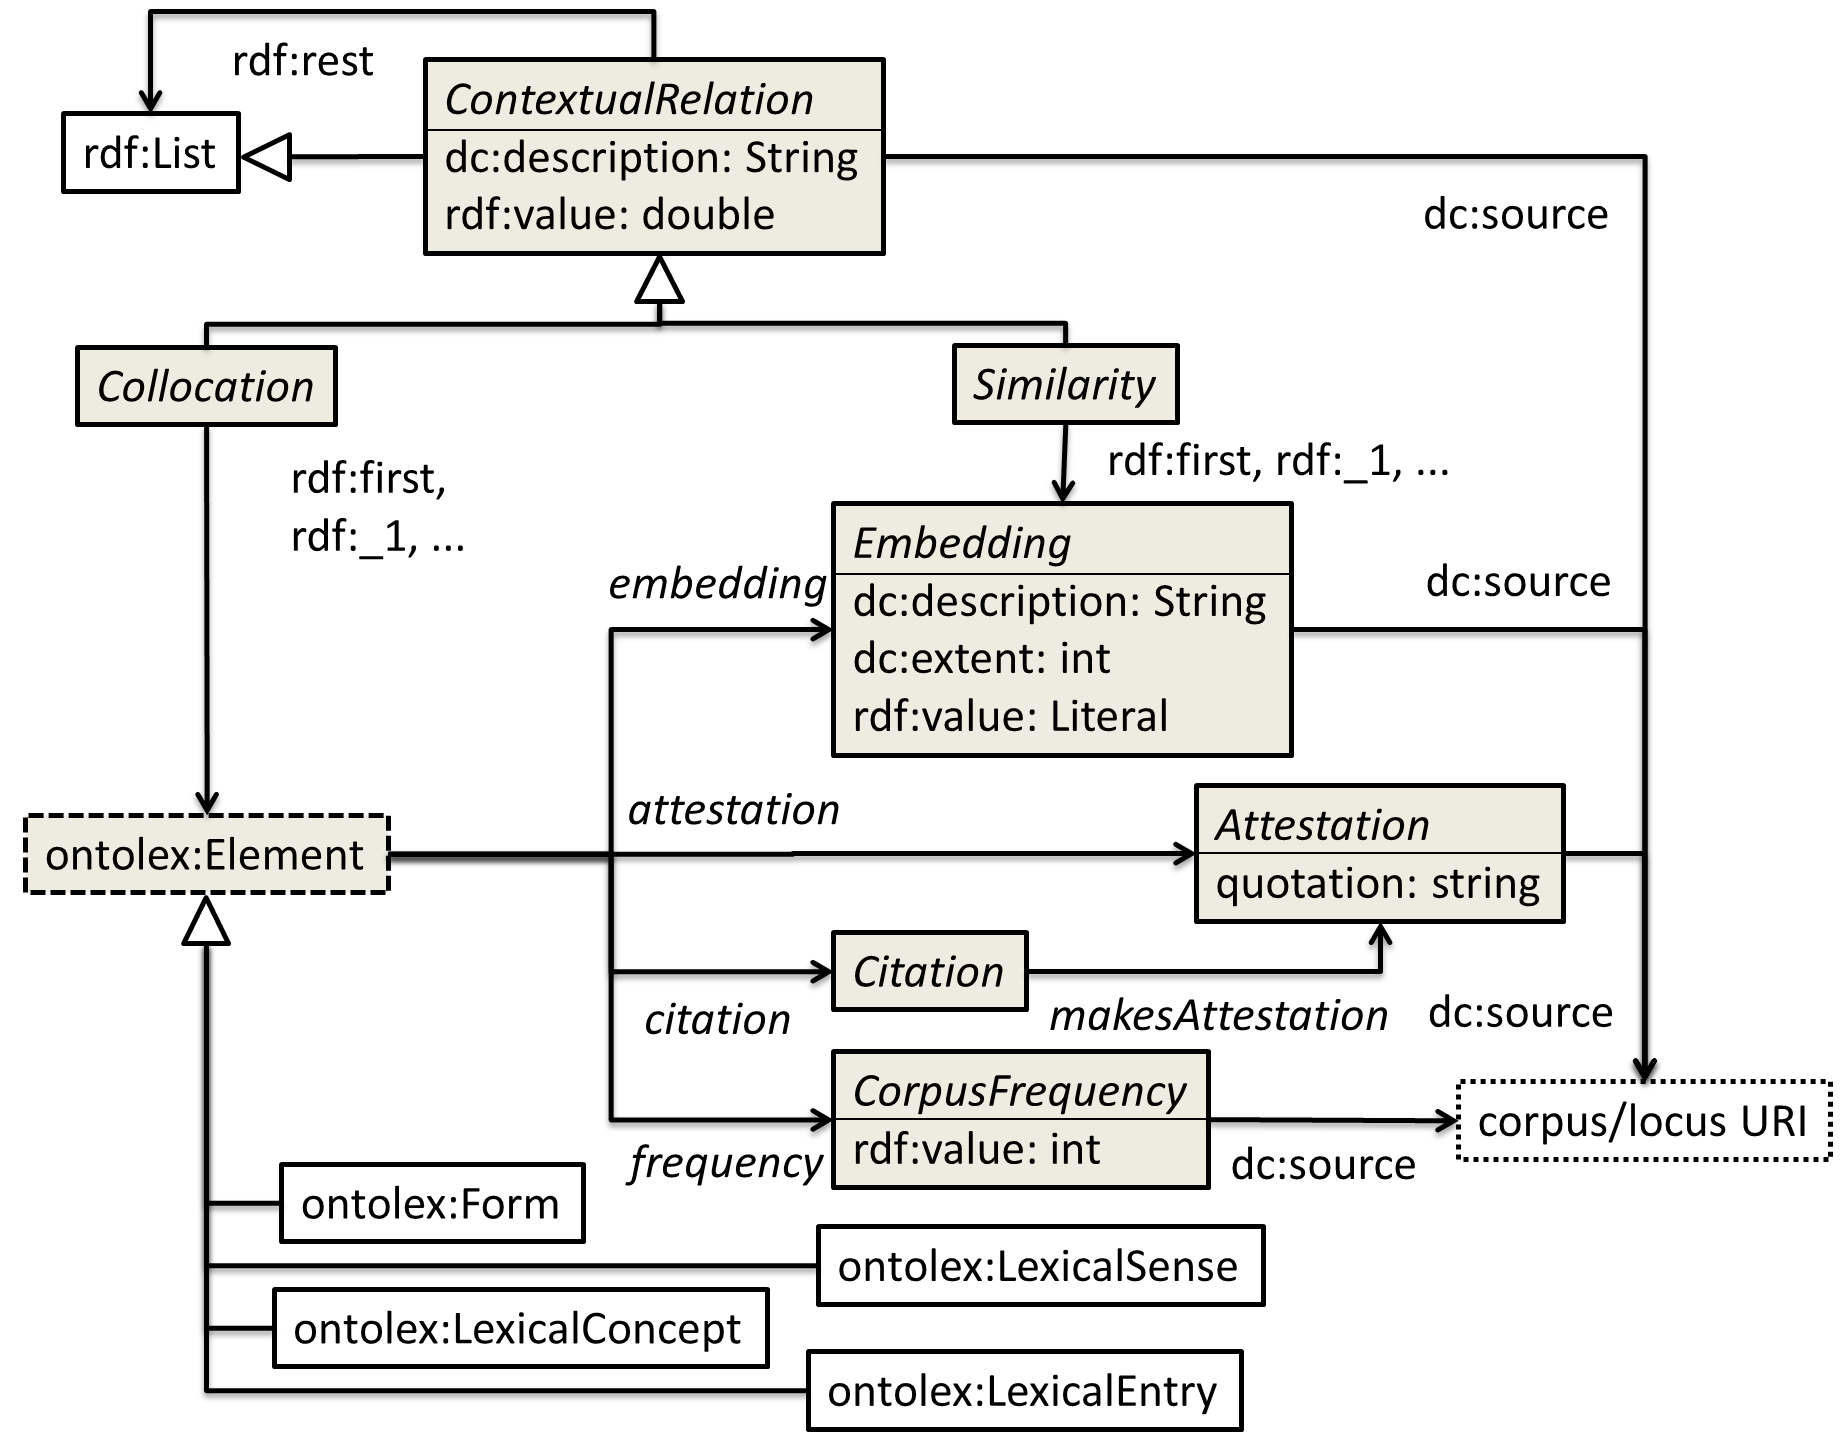 rdf:rest
ContextualRelation
rdf:List
dc:description: String
rdf:value: double
dc:source
Collocation
Similarity
rdf:first,
rdf:_1, ...
rdf:first, rdf:_1, ...
Embedding
dc:description: String
dc:extent: int
rdf:value: Literal
embedding
dc:source
attestation
Attestation
quotation: string
ontolex:Element
Citation
citation
makesAttestation
dc:source
CorpusFrequency
rdf:value: int
frequency
dc:source
corpus/locus URI
ontolex:Form
ontolex:LexicalSense
ontolex:LexicalConcept
ontolex:LexicalEntry